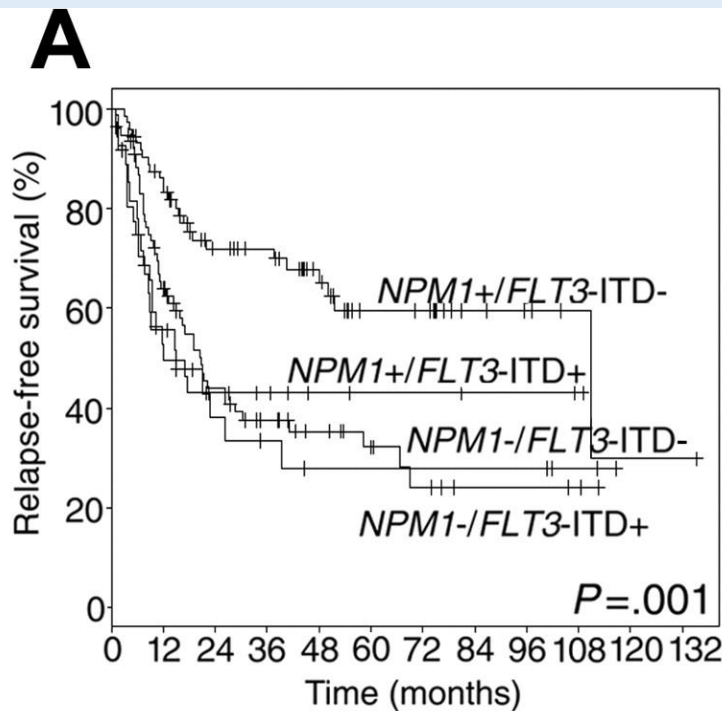 A
Relapse-free survival (%)
100
80
60
40
20
0
NPM1+/FLT3-ITD-
NPM1+/FLT3-ITD+
NPM1-/FLT3-ITD-
NPM1-/FLT3-ITD+
P=.001
0 12 24 36 48 60 72 84 96 108 120 132
Time (months)